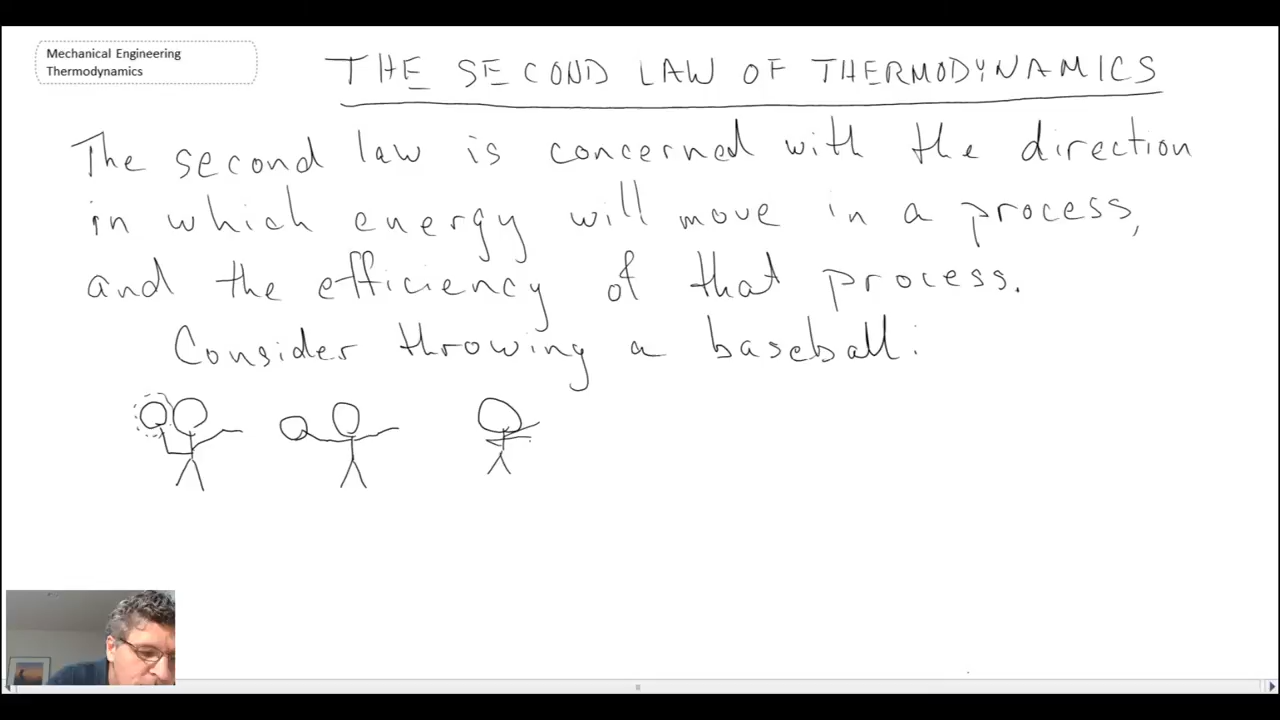 Mechanical Engineering
Thermodynamics
THE SECOND LAW OF THERMODYNAMICS
The second law is concerned with the direction
in which energy will move in a process,
and the efficiency of that process.
Consider throwing a baseball: